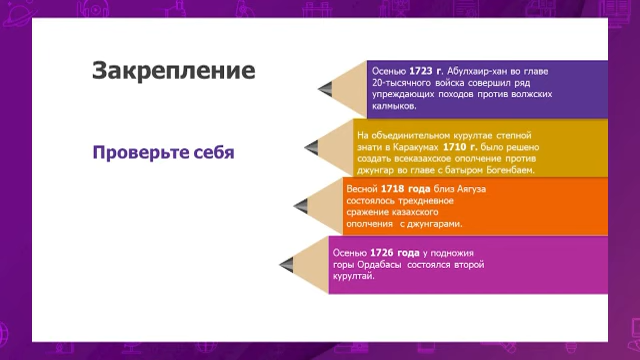 Закрепление
Проверьте себя
Осенью 1723 г. Абулхаир-хан во главе
20-тысячного войска совершил ряд
упреждающих походов против волжских
калмыков.
На объединительном курултае степной
знати в Каракумах 1710 г. было решено
создать всеказахское ополчение против
джунгар во главе с батыром Богенбаем.
Весной 1718 года близ Аягуза
состоялось трехдневное
сражение казахского
ополчения с джунгарами.
Осенью 1726 года у подножия
горы Ордабасы состоялся второй
курултай.